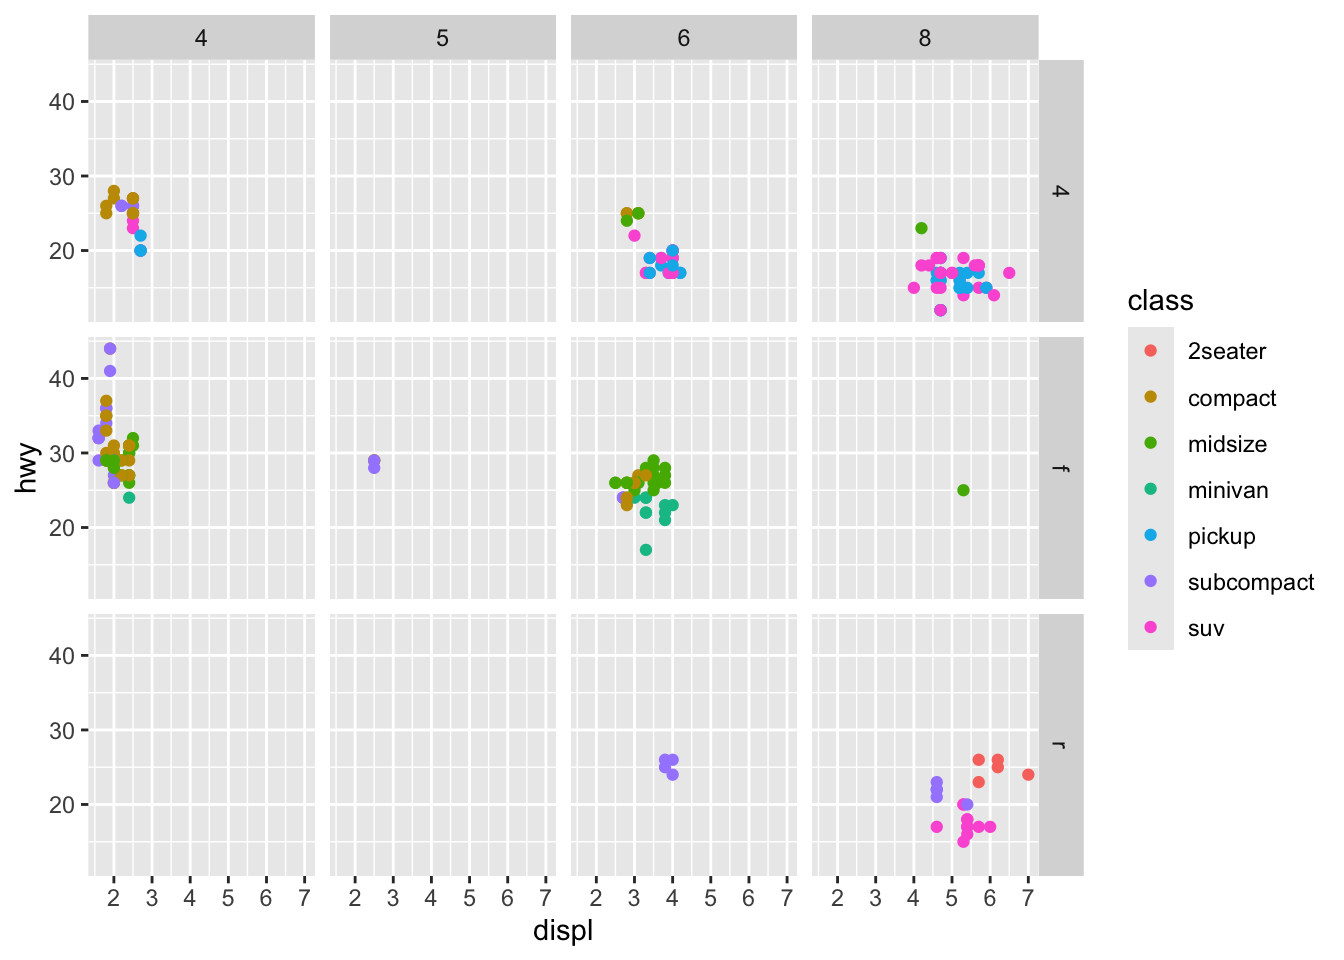 4 5 6 8
40
30
20
4
40
30
20
f
40
30
20
r
hwy
2 3 4 5 6 7 2 3 4 5 6 7 2 3 4 5 6 7 2 3 4 5 6 7
displ
class
2seater
compact
midsize
minivan
pickup
subcompact
suv